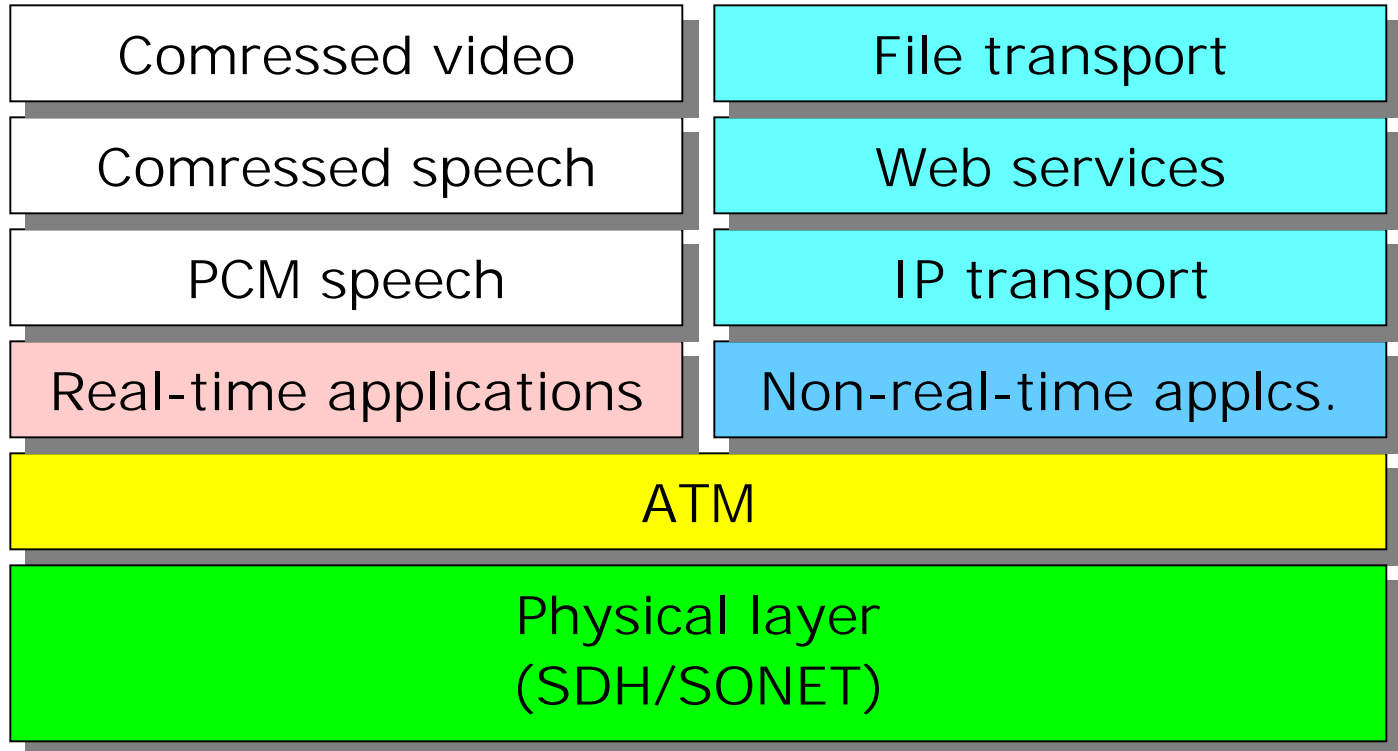 Comressed video
File transport
Comressed speech
Web services
PCM speech
IP transport
Real-time applications
Non-real-time applcs.
ATM
Physical layer
(SDH/SONET)